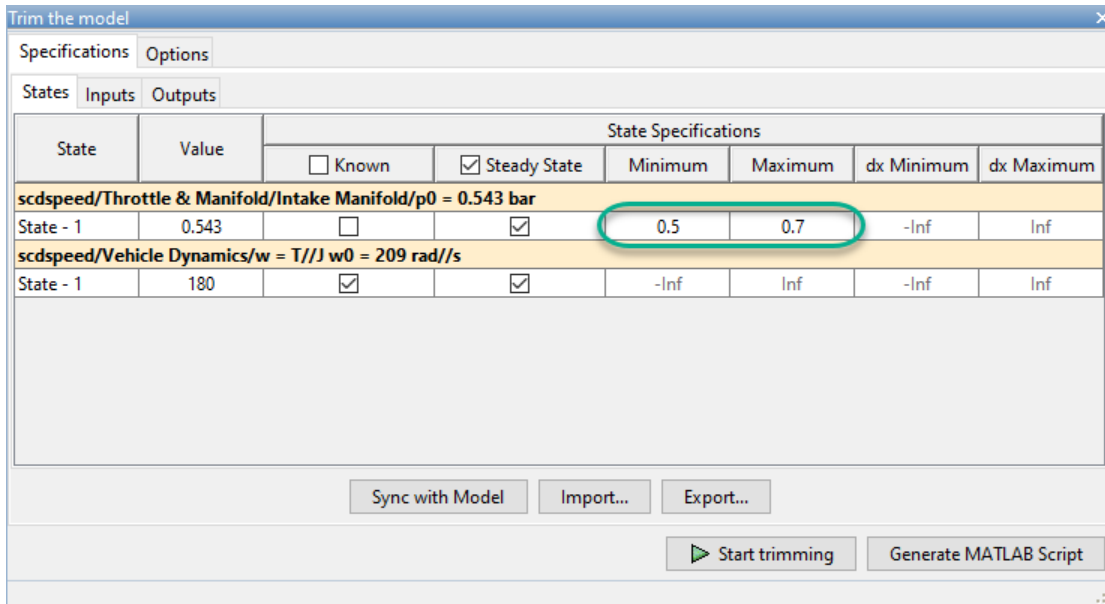 Trim the model
Specifications Options
States Inputs Outputs
State Value State Specifications
Known Steady State Minimum Maximum dx Minimum dx Maximum
scdspeed/Throttle & Manifold/Intake Manifold/p0 = 0.543 bar
State - 1 0.543 0.5 0.7 -Inf Inf
scdspeed/Vehicle Dynamics/w = T//J w0 = 209 rad//s
State - 1 180 -Inf Inf -Inf Inf
Sync with Model Import... Export...
Start trimming Generate MATLAB Script